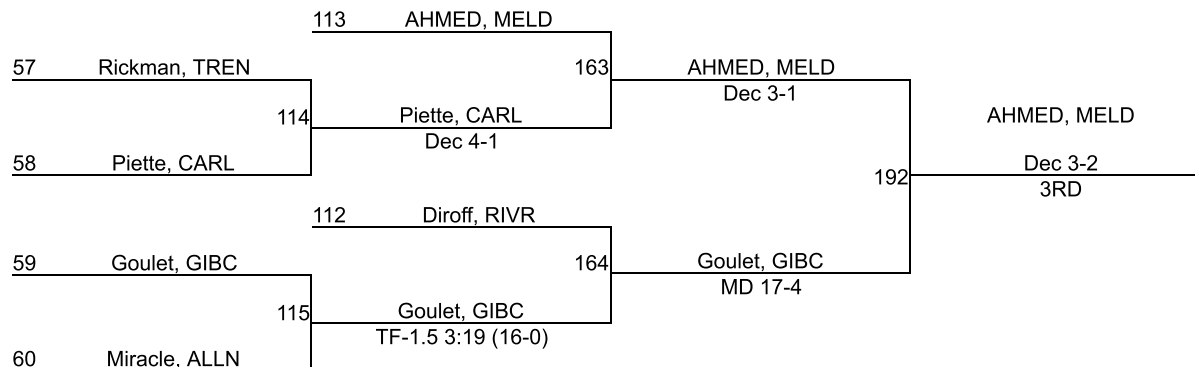 113 AHMED, MELD
57 Rickman, TREN
163 AHMED, MELD
Dec 3-1
114 Piette, CARL
Dec 4-1
AHMED, MELD
58 Piette, CARL
192 Dec 3-2
3RD
112 Diroff, RIVR
59 Goulet, GIBC
164 Goulet, GIBC
MD 17-4
115 Goulet, GIBC
TF-1.5 3:19 (16-0)
60 Miracle, ALLN